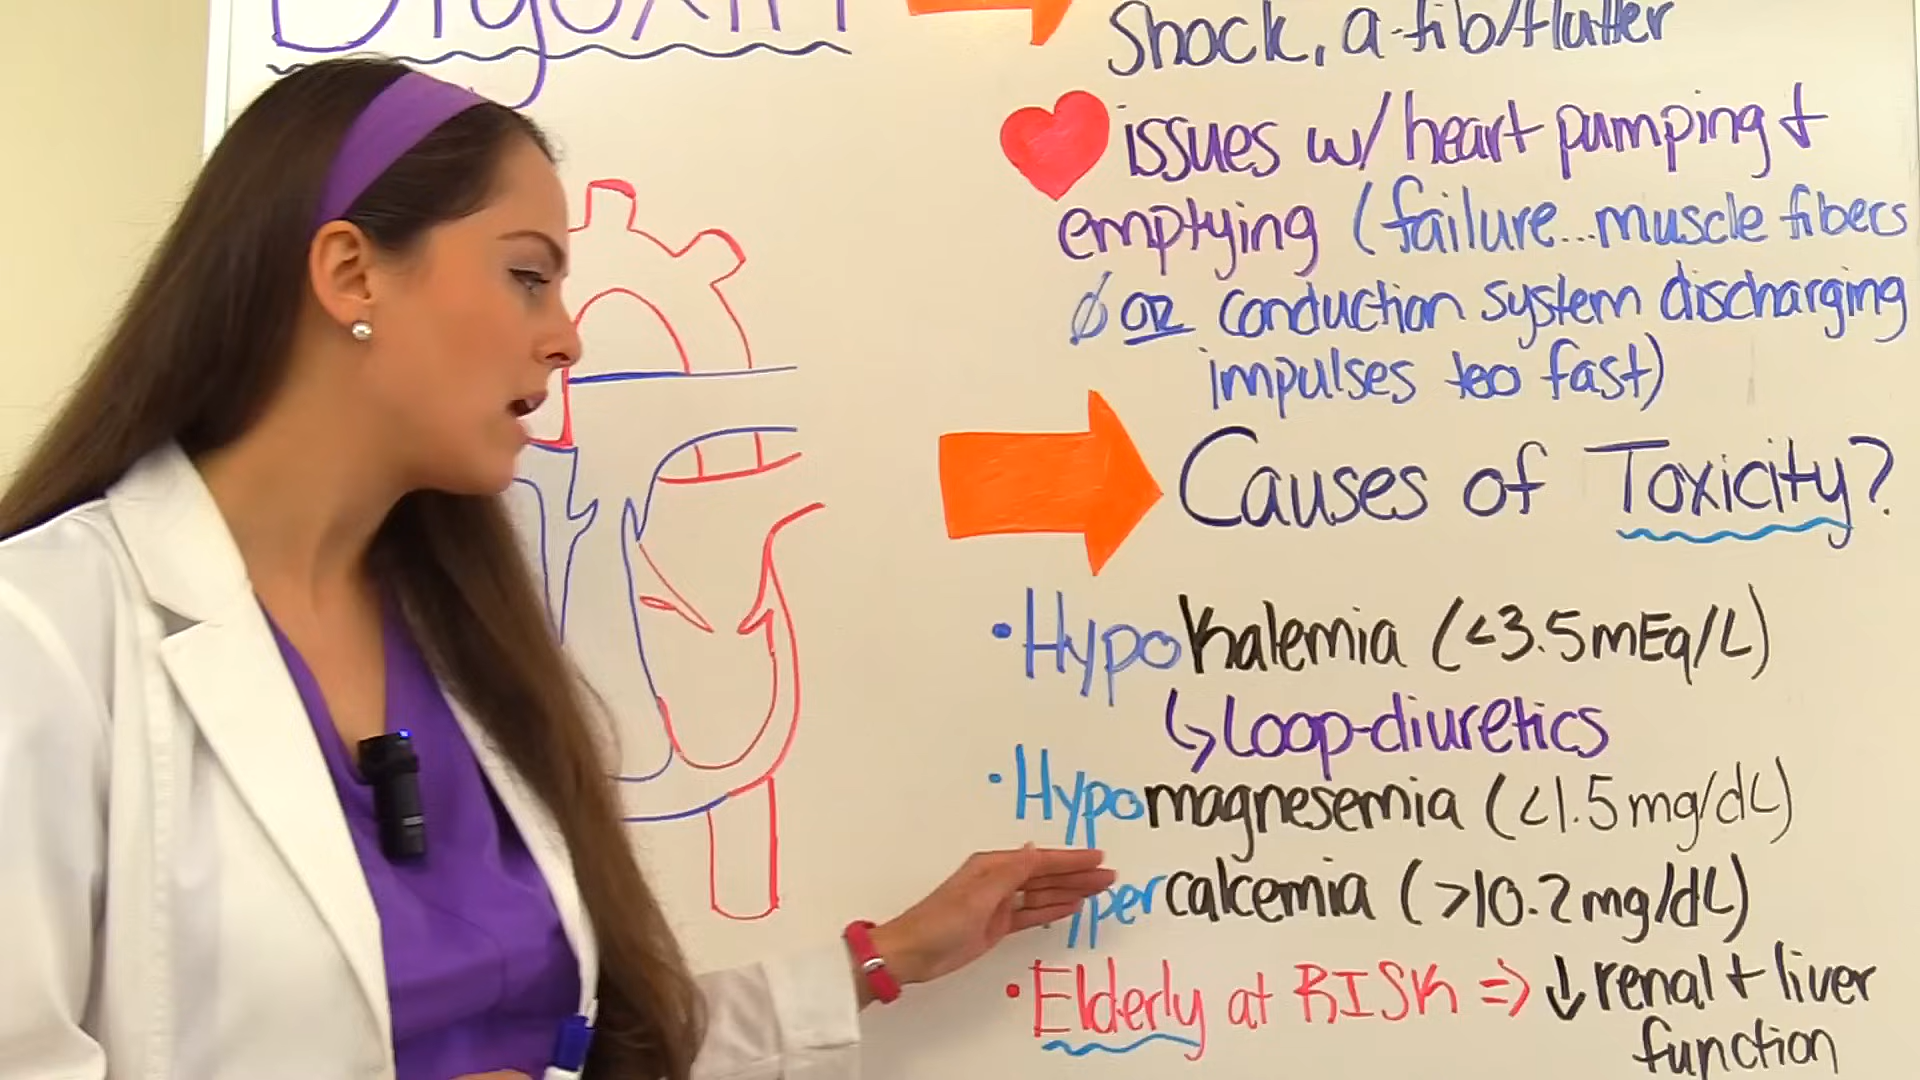 Digoxin
Shock, a-fib/flutter
issues w/ heart pumping +
emptying (failure...muscle fibers
Ø OR conduction system discharging
impulses too fast)
Causes of Toxicity?
• Hypokalemia (<3.5mEq/L)
↳ Loop-diuretics
• Hypomagnesemia (<1.5mg/dL)
Hypercalcemia (>10.2mg/dL)
• Elderly at RISK ⇒ ↓ renal + liver
function